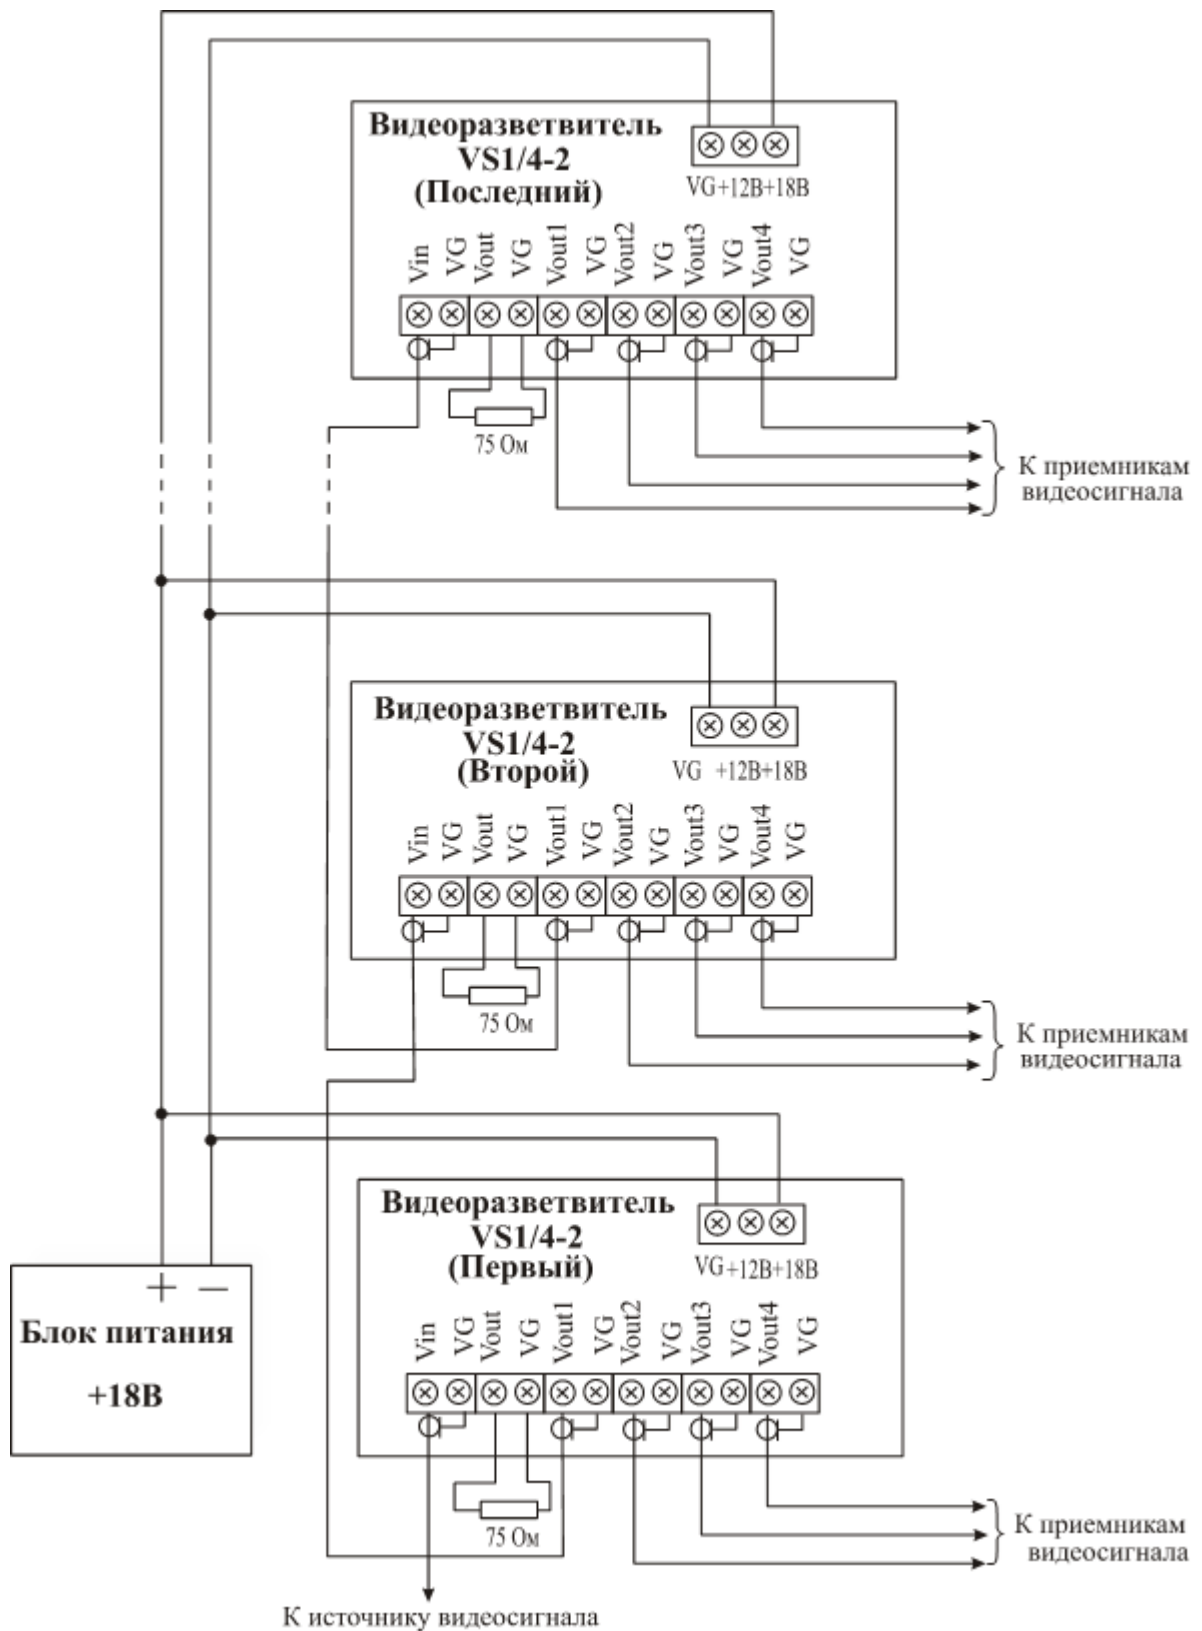 Видеоразветвитель
VS1/4-2
(Последний)
VG+12В+18В
Vin VG Vout VG Vout1 VG Vout2 VG Vout3 VG Vout4 VG
75 Ом
К приемникам
видеосигнала
Видеоразветвитель
VS1/4-2
(Второй)
VG +12В+18В
Vin VG Vout VG Vout1 VG Vout2 VG Vout3 VG Vout4 VG
75 Ом
К приемникам
видеосигнала
Видеоразветвитель
VS1/4-2
(Первый)
VG+12В+18В
+ −
Блок питания
+18В
Vin VG Vout VG Vout1 VG Vout2 VG Vout3 VG Vout4 VG
75 Ом
К приемникам
видеосигнала
К источнику видеосигнала